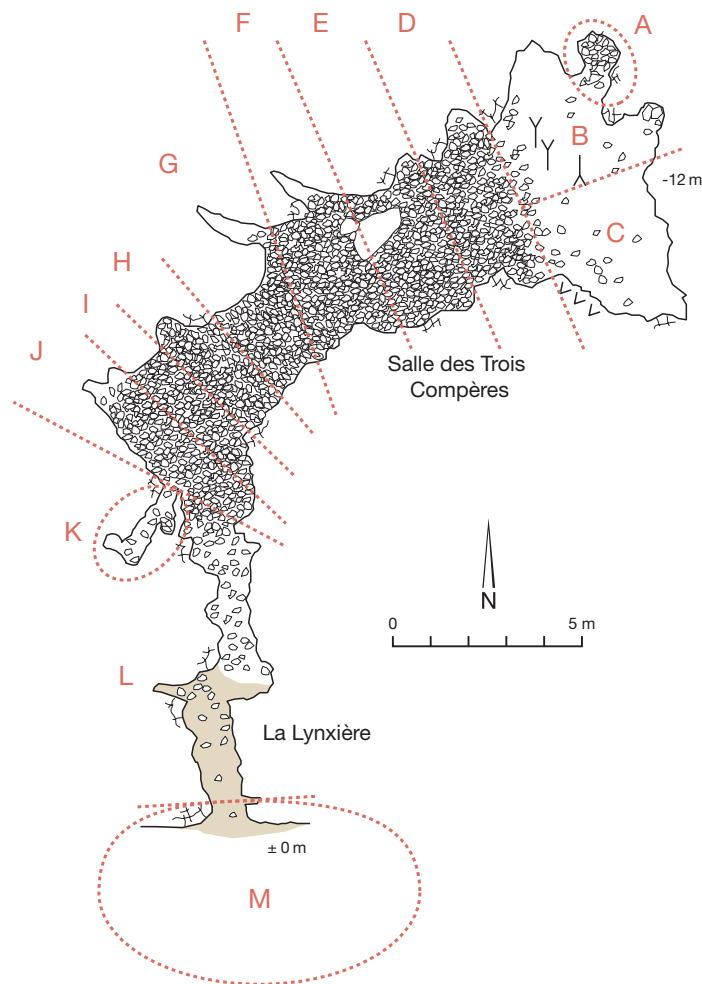 A
F
E
D
B
G
-12 m
C
H
I
J
Salle des Trois
Compères
K
N
0 5 m
L
La Lynxière
± 0 m
M